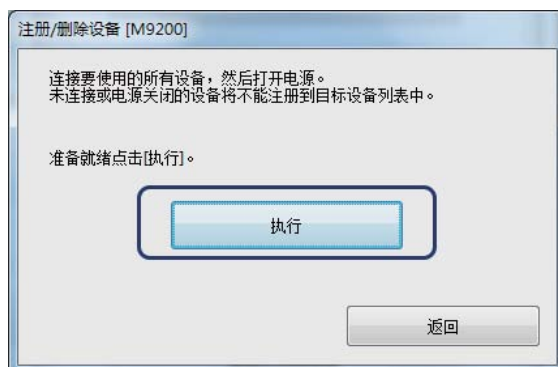 注册/删除设备 [M9200]
连接要使用的所有设备，然后打开电源。
未连接或电源关闭的设备将不能注册到目标设备列表中。
准备就绪点击[执行]。
执行
返回